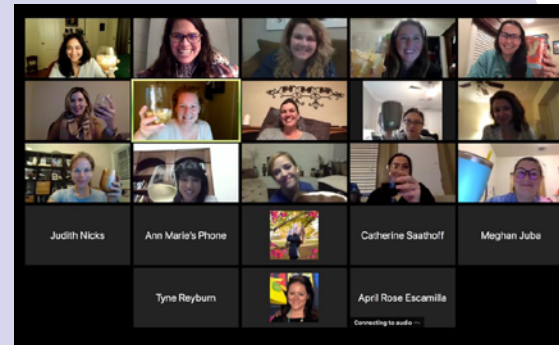 Judith Nicks
Ann Marie's Phone
Catherine Saathoff
Meghan Juba
Tyne Reyburn
April Rose Escamilla
Connecting to audio